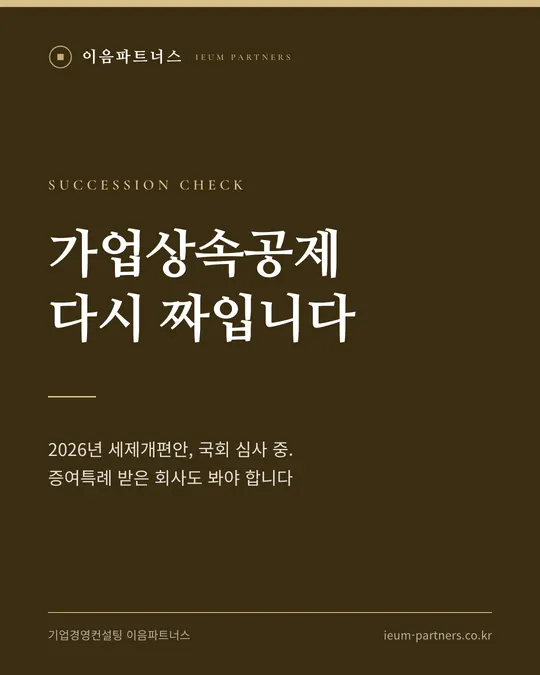 이음파트너스 IEUM PARTNERS
SUCCESSION CHECK
가업상속공제
다시 짜입니다
2026년 세제개편안, 국회 심사 중.
증여특례 받은 회사도 봐야 합니다
기업경영컨설팅 이음파트너스 ieum-partners.co.kr